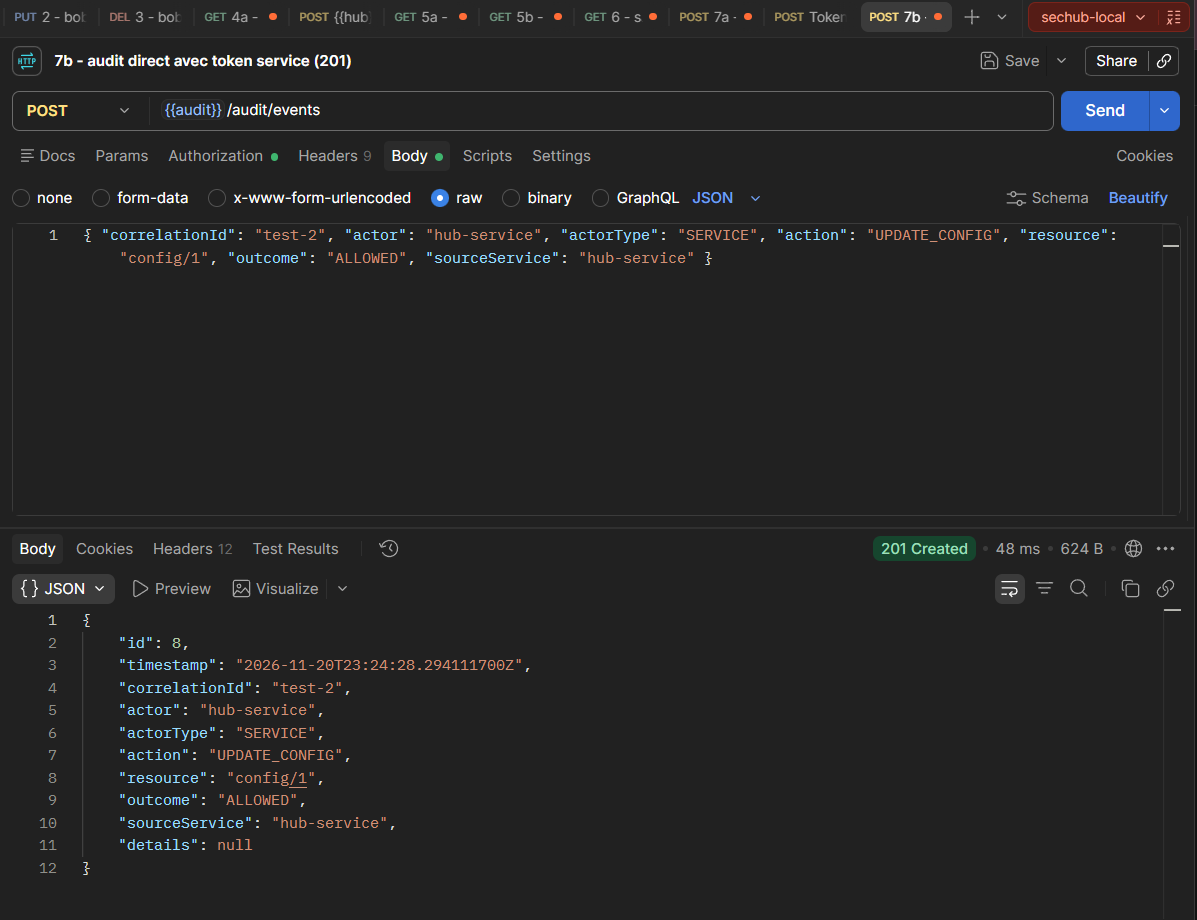 PUT 2 - bob DEL 3 - bob GET 4a - GET POST {{hub GET 5a - GET 5b - GET 6 - s POST 7a - POST Token POST 7b - sechub-local
HTTP 7b - audit direct avec token service (201) Save Share
POST {{audit}} /audit/events Send
Docs Params Authorization Headers 9 Body Scripts Settings Cookies
none form-data x-www-form-urlencoded raw binary GraphQL JSON Schema Beautify
1 { "correlationId": "test-2", "actor": "hub-service", "actorType": "SERVICE", "action": "UPDATE_CONFIG", "resource":
"config/1", "outcome": "ALLOWED", "sourceService": "hub-service" }
Body Cookies Headers 12 Test Results 201 Created • 48 ms • 624 B •
{} JSON Preview Visualize
1 {
2 "id": 8,
3 "timestamp": "2026-11-20T23:24:28.294111700Z",
4 "correlationId": "test-2",
5 "actor": "hub-service",
6 "actorType": "SERVICE",
7 "action": "UPDATE_CONFIG",
8 "resource": "config/1",
9 "outcome": "ALLOWED",
10 "sourceService": "hub-service",
11 "details": null
12 }